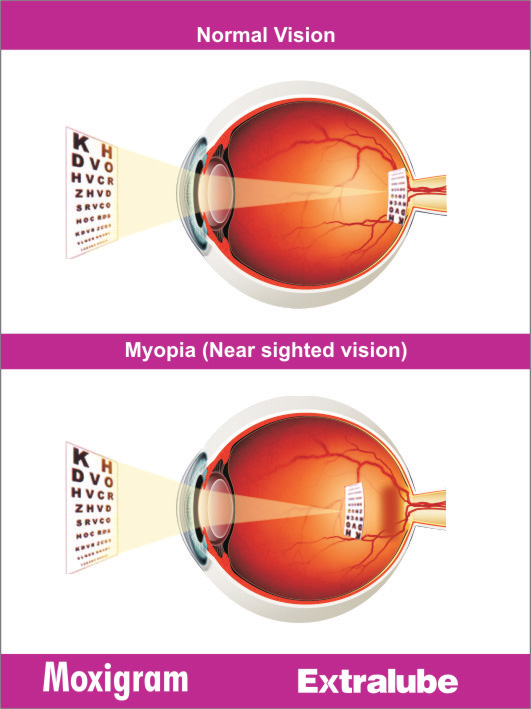 Normal Vision
K H
D V O
H V C R
Z H V D
S R V C O
H O C R D S
Myopia (Near sighted vision)
K H
D V O
H V C R
Z H V D
S R V C O
H O C R D S
Moxigram
Extralube